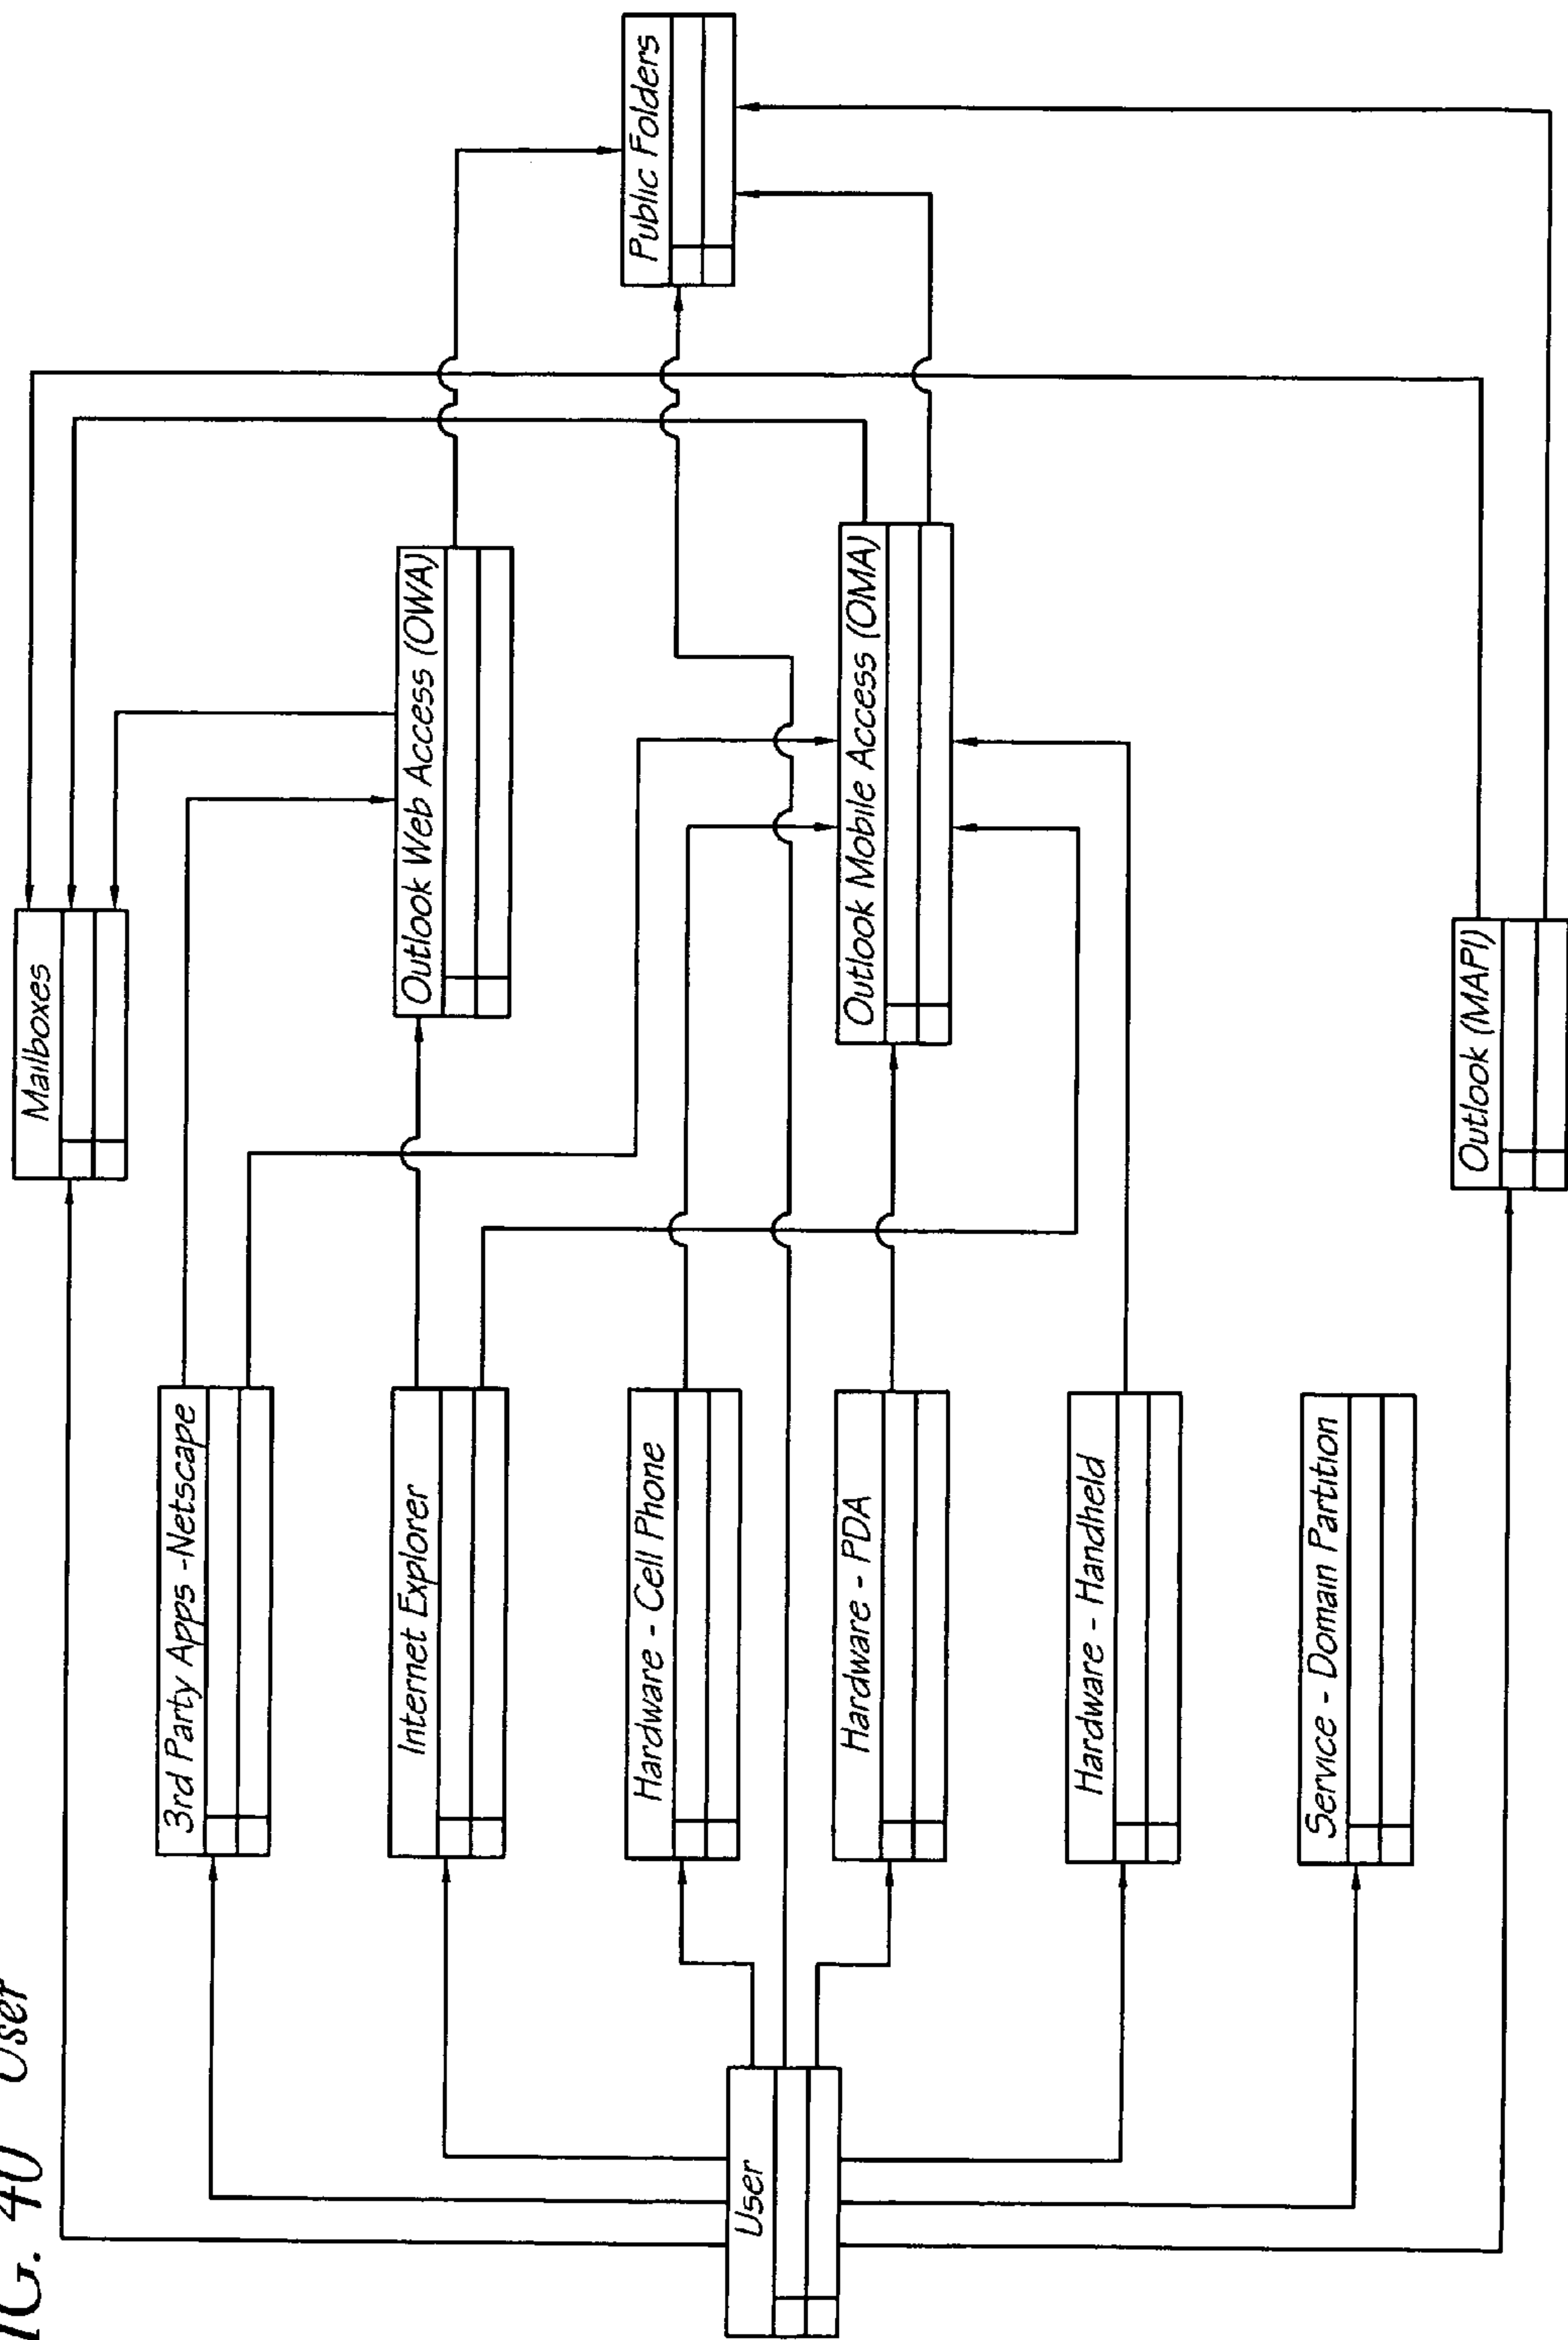 IG. 40 User
Mailboxes
3rd Party Apps -Netscape
Internet Explorer
Outlook Web Access (OWA)
Public Folders
Hardware - Cell Phone
User
Hardware - PDA
Outlook Mobile Access (OMA)
Hardware - Handheld
Service - Domain Partition
Outlook (MAPI)